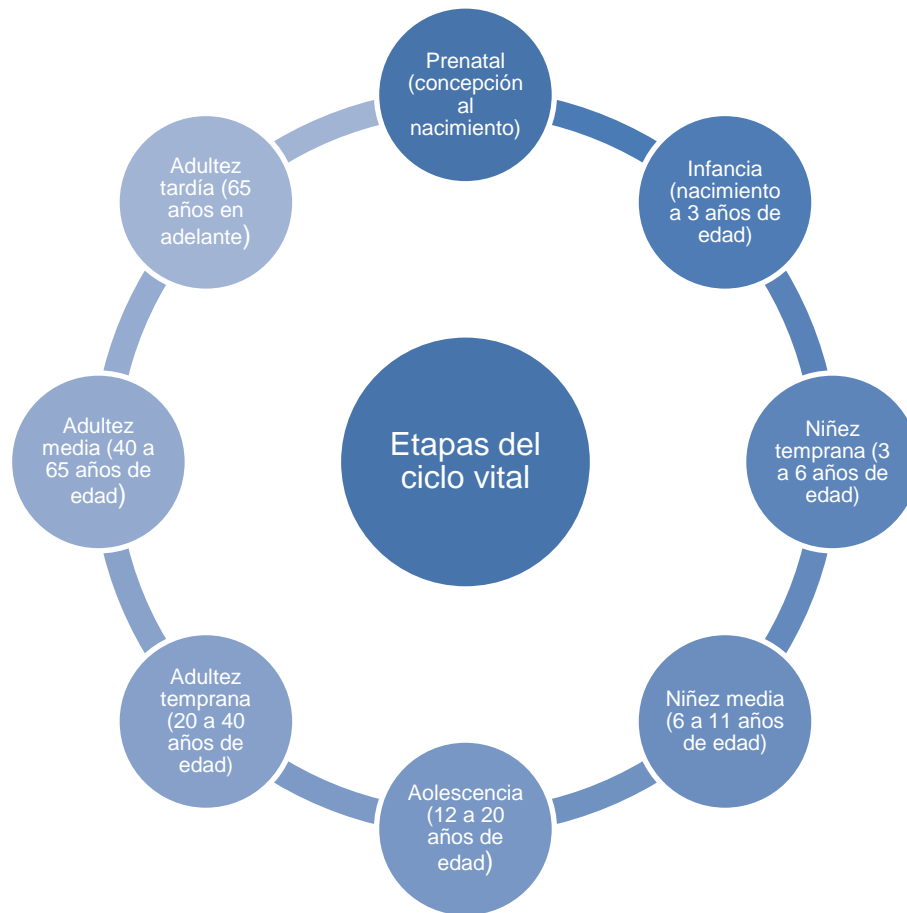 Prenatal
(concepción
al
nacimiento)
Infancia
(nacimiento
a 3 años de
edad)
Niñez
temprana (3
a 6 años de
edad)
Niñez media
(6 a 11 años
de edad)
Aolescencia
(12 a 20
años de
edad)
Adultez
temprana
(20 a 40
años de
edad)
Adultez
media (40 a
65 años de
edad)
Adultez
tardía (65
años en
adelante)
Etapas del
ciclo vital